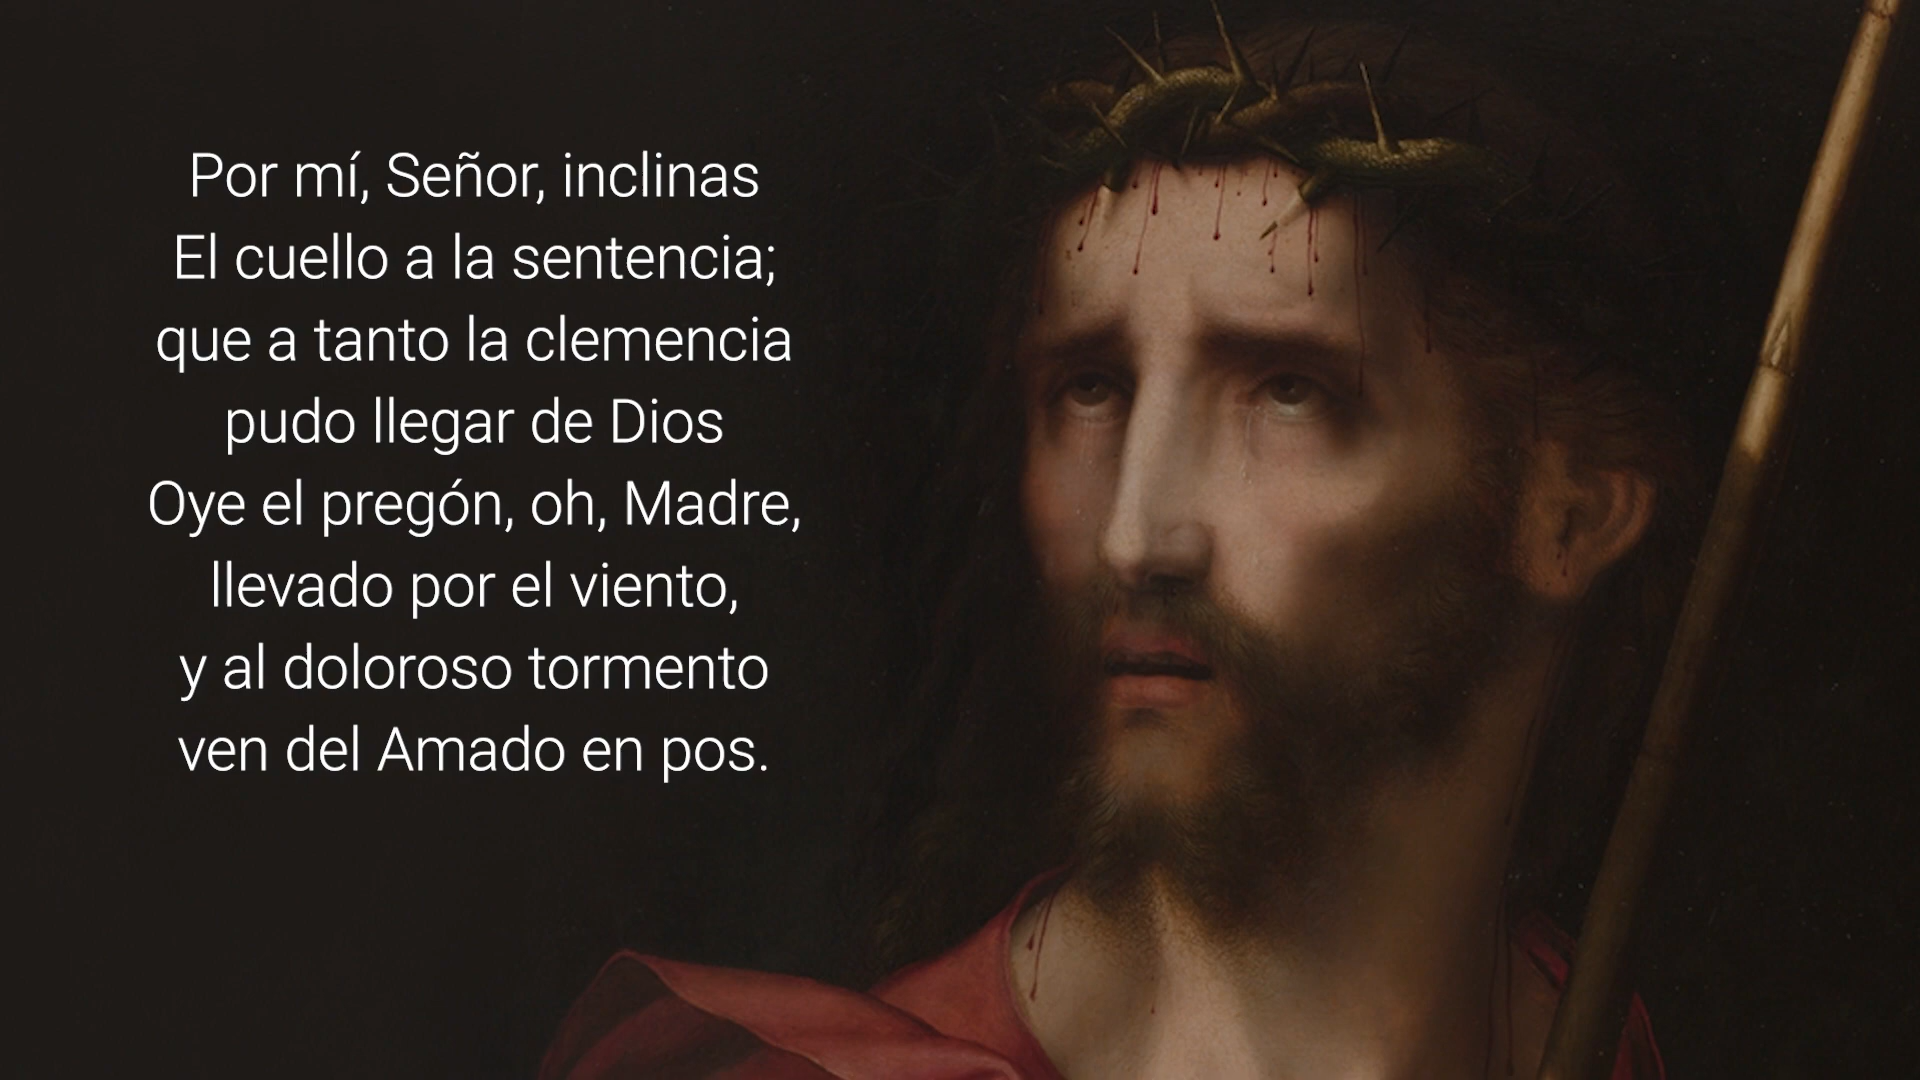 Por mí, Señor, inclinas
El cuello a la sentencia;
que a tanto la clemencia
pudo llegar de Dios
Oye el pregón, oh, Madre,
llevado por el viento,
y al doloroso tormento
ven del Amado en pos.